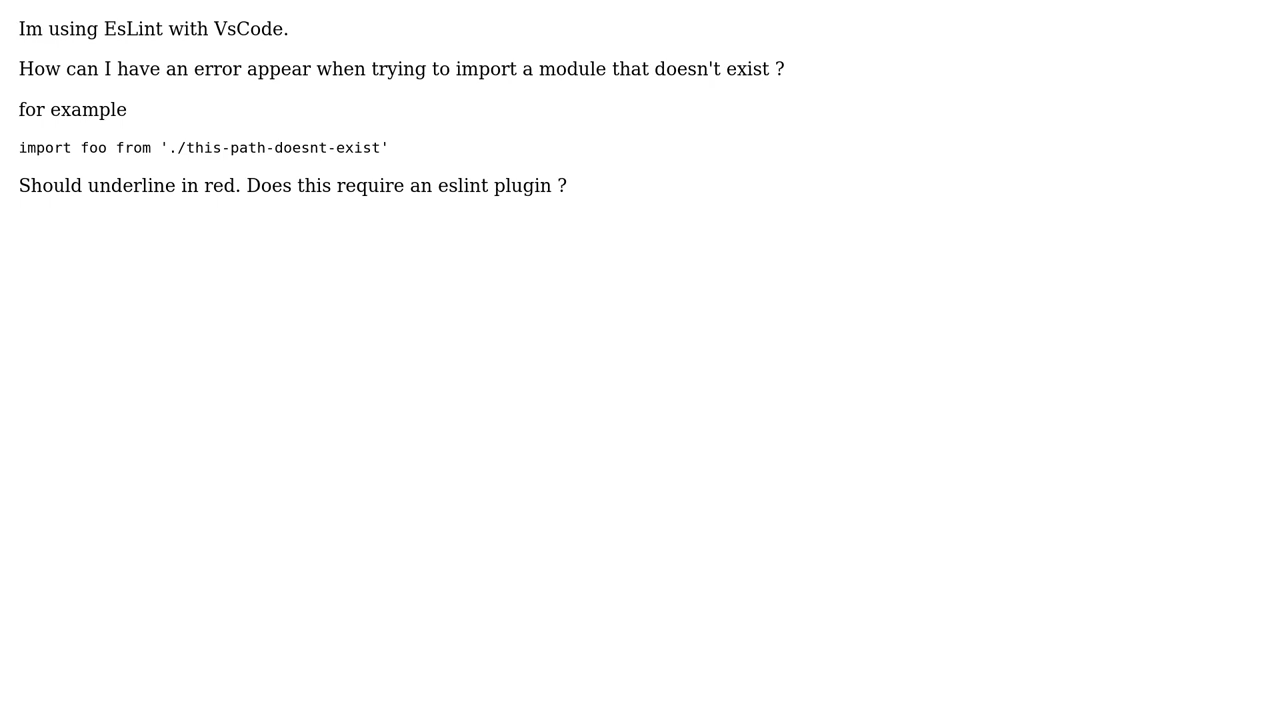 Im using EsLint with VsCode.
How can I have an error appear when trying to import a module that doesn't exist ?
for example
import foo from './this-path-doesnt-exist'
Should underline in red. Does this require an eslint plugin ?